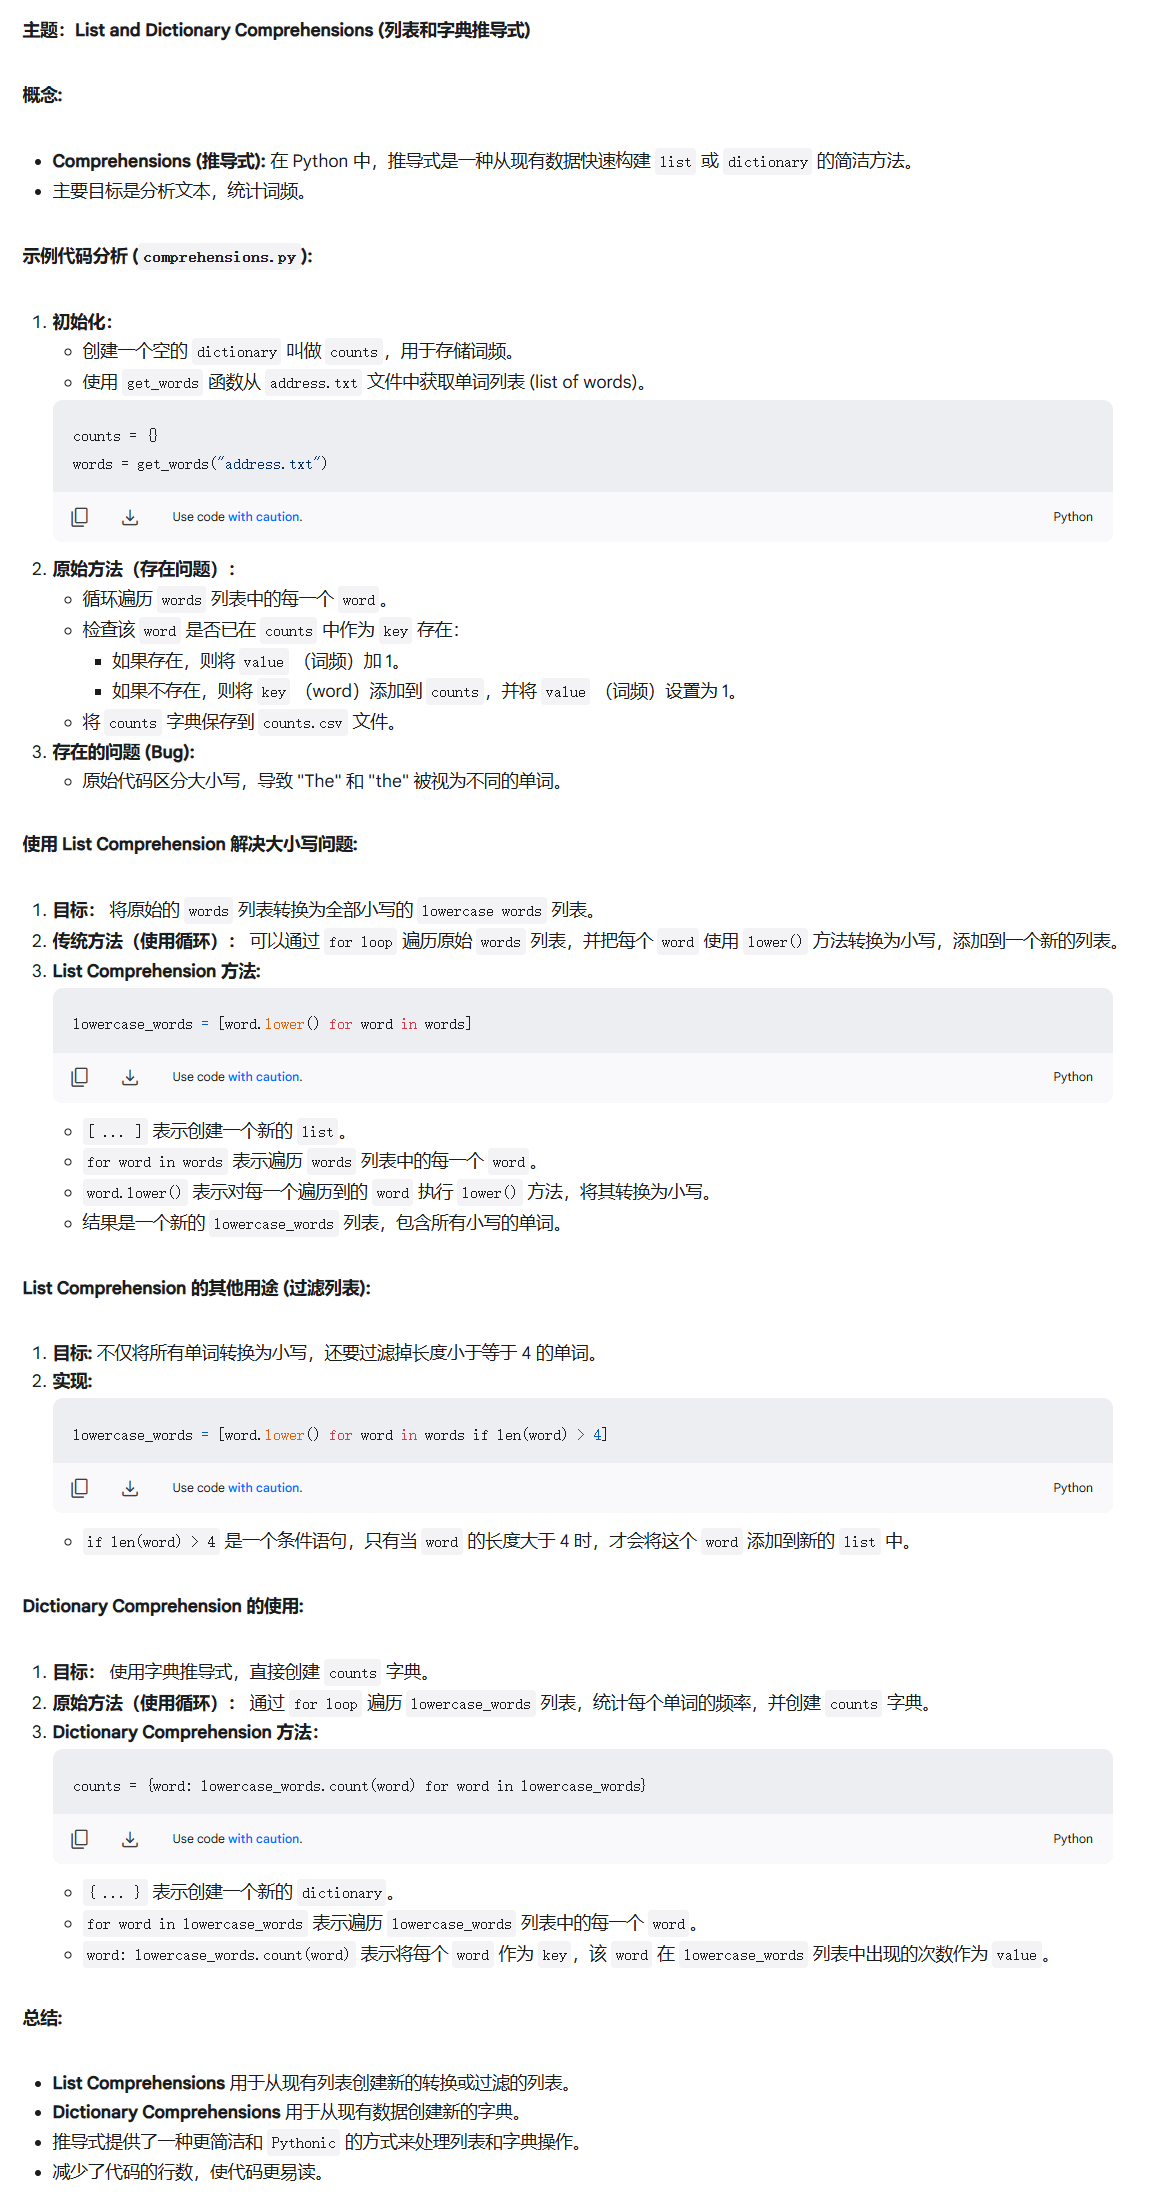 主题：List and Dictionary Comprehensions (列表和字典推导式)
概念:
• Comprehensions (推导式): 在 Python 中，推导式是一种从现有数据快速构建 list 或 dictionary 的简洁方法。
• 主要目标是分析文本，统计词频。
示例代码分析 (comprehensions.py):
1. 初始化：
◦ 创建一个空的 dictionary 叫做 counts，用于存储词频。
◦ 使用 get_words 函数从 address.txt 文件中获取单词列表 (list of words)。
counts = {}
words = get_words("address.txt")
Use code with caution. Python
2. 原始方法（存在问题）：
◦ 循环遍历 words 列表中的每一个 word。
◦ 检查该 word 是否已在 counts 中作为 key 存在：
▪ 如果存在，则将 value （词频）加 1。
▪ 如果不存在，则将 key （word）添加到 counts，并将 value （词频）设置为 1。
◦ 将 counts 字典保存到 counts.csv 文件。
3. 存在的问题 (Bug):
◦ 原始代码区分大小写，导致 "The" 和 "the" 被视为不同的单词。
使用 List Comprehension 解决大小写问题:
1. 目标： 将原始的 words 列表转换为全部小写的 lowercase words 列表。
2. 传统方法（使用循环）： 可以通过 for loop 遍历原始 words 列表，并把每个 word 使用 lower() 方法转换为小写，添加到一个新的列表。
3. List Comprehension 方法:
lowercase_words = [word.lower() for word in words]
Use code with caution. Python
◦ [ ... ] 表示创建一个新的 list。
◦ for word in words 表示遍历 words 列表中的每一个 word。
◦ word.lower() 表示对每一个遍历到的 word 执行 lower() 方法，将其转换为小写。
◦ 结果是一个新的 lowercase_words 列表，包含所有小写的单词。
List Comprehension 的其他用途 (过滤列表):
1. 目标: 不仅将所有单词转换为小写，还要过滤掉长度小于等于 4 的单词。
2. 实现:
lowercase_words = [word.lower() for word in words if len(word) > 4]
Use code with caution. Python
◦ if len(word) > 4 是一个条件语句，只有当 word 的长度大于 4 时，才会将这个 word 添加到新的 list 中。
Dictionary Comprehension 的使用:
1. 目标： 使用字典推导式，直接创建 counts 字典。
2. 原始方法（使用循环）： 通过 for loop 遍历 lowercase_words 列表，统计每个单词的频率，并创建 counts 字典。
3. Dictionary Comprehension 方法：
counts = {word: lowercase_words.count(word) for word in lowercase_words}
Use code with caution. Python
◦ { ... } 表示创建一个新的 dictionary。
◦ for word in lowercase_words 表示遍历 lowercase_words 列表中的每一个 word。
◦ word: lowercase_words.count(word) 表示将每个 word 作为 key，该 word 在 lowercase_words 列表中出现的次数作为 value。
总结:
• List Comprehensions 用于从现有列表创建新的转换或过滤的列表。
• Dictionary Comprehensions 用于从现有数据创建新的字典。
• 推导式提供了一种更简洁和 Pythonic 的方式来处理列表和字典操作。
• 减少了代码的行数，使代码更易读。